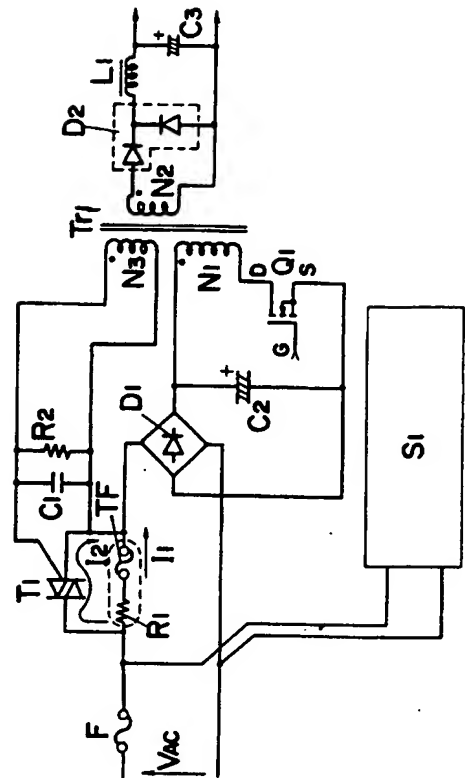 F
VAC
R1
TF
I2
I1
T1
C1
R2
D1
C2
S1
Tr1
N3
N1
N2
D
Q1
S
G
D2
L1
+
C3
+